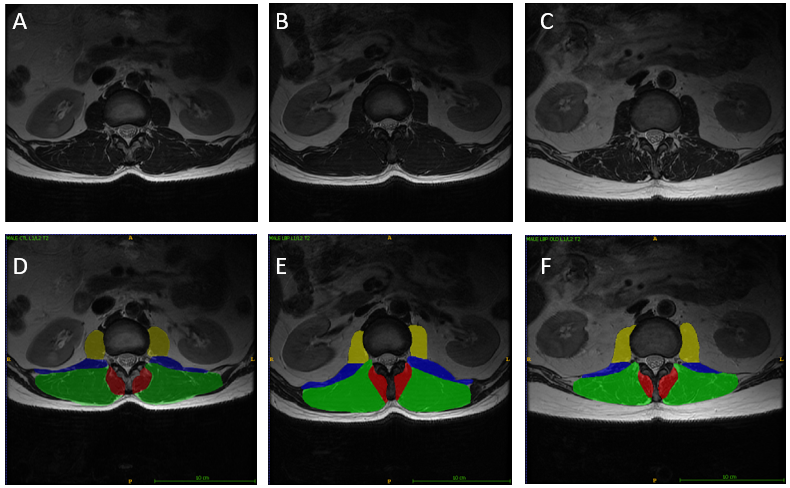 A
B
C
D
E
F
MALE CTL L1/L2 T2
MALE LBP L1/L2 T2
MALE LBP OLD L1/L2 T2
A
A
A
R
L
R
L
R
L
P
P
P
10 cm
10 cm
10 cm